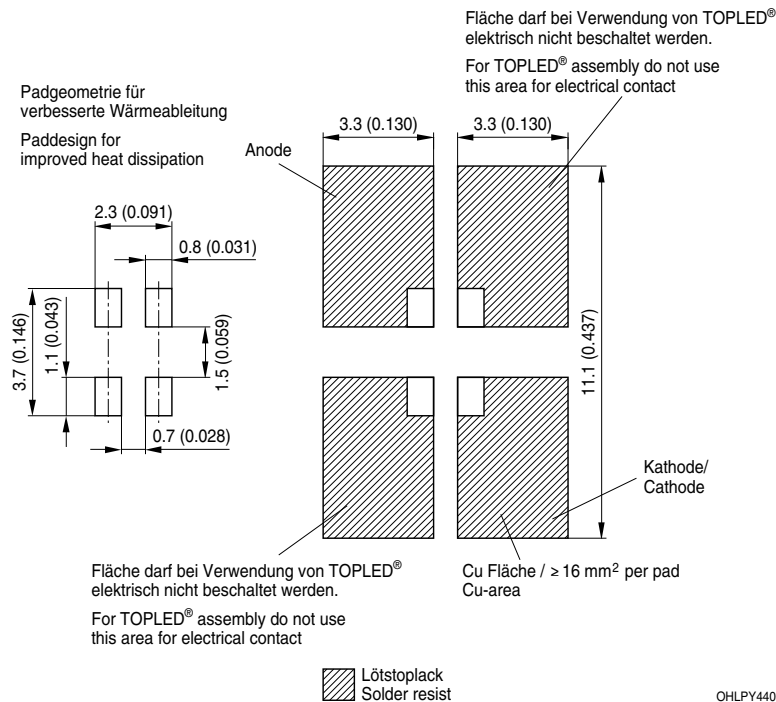 Fläche darf bei Verwendung von TOPLED®
elektrisch nicht beschaltet werden.
For TOPLED® assembly do not use
this area for electrical contact
Padgeometrie für
verbesserte Wärmeableitung
Paddesign for
improved heat dissipation
Anode
3.3 (0.130)
3.3 (0.130)
2.3 (0.091)
0.8 (0.031)
3.7 (0.146)
1.1 (0.043)
1.5 (0.059)
0.7 (0.028)
11.1 (0.437)
Kathode/
Cathode
Fläche darf bei Verwendung von TOPLED®
elektrisch nicht beschaltet werden.
For TOPLED® assembly do not use
this area for electrical contact
Cu Fläche / ≥ 16 mm² per pad
Cu-area
Lötstoplack
Solder resist
OHLPY440